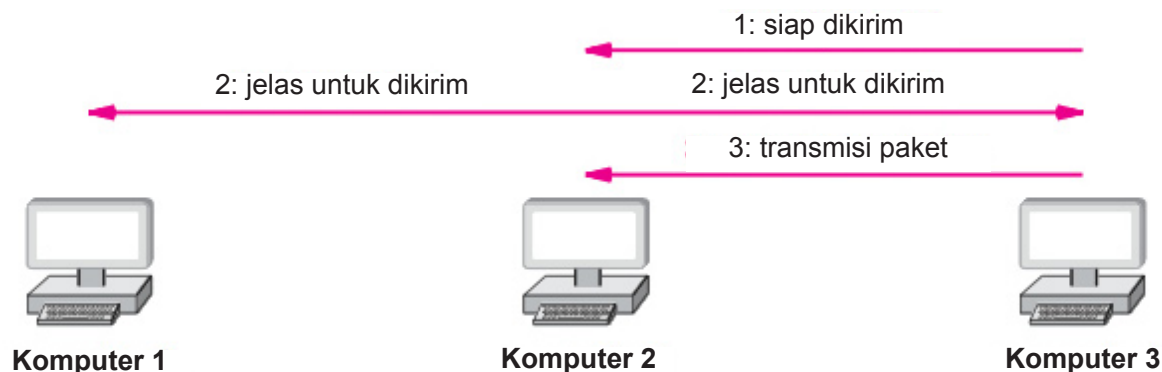 1: siap dikirim
2: jelas untuk dikirim
2: jelas untuk dikirim
3: transmisi paket
Komputer 1
Komputer 2
Komputer 3